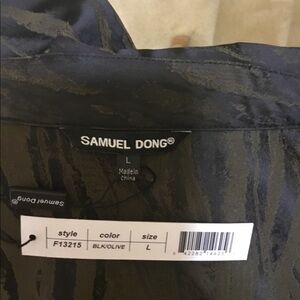 SAMUEL DONG®
L
Made in
China
Samuel Dong®
style color size
F13215 BLK/OLIVE L